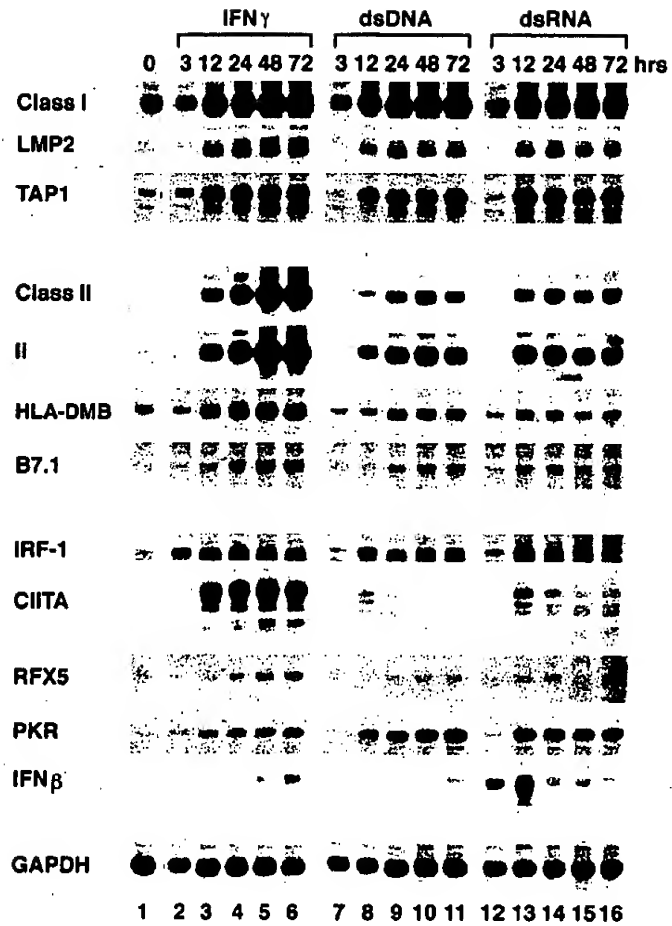 IFNγ dsDNA dsRNA
0 3 12 24 48 72 3 12 24 48 72 3 12 24 48 72 hrs
Class I
LMP2
TAP1
Class II
Ii
HLA-DMB
B7.1
IRF-1
CIITA
RFX5
PKR
IFNβ
GAPDH
1 2 3 4 5 6 7 8 9 10 11 12 13 14 15 16